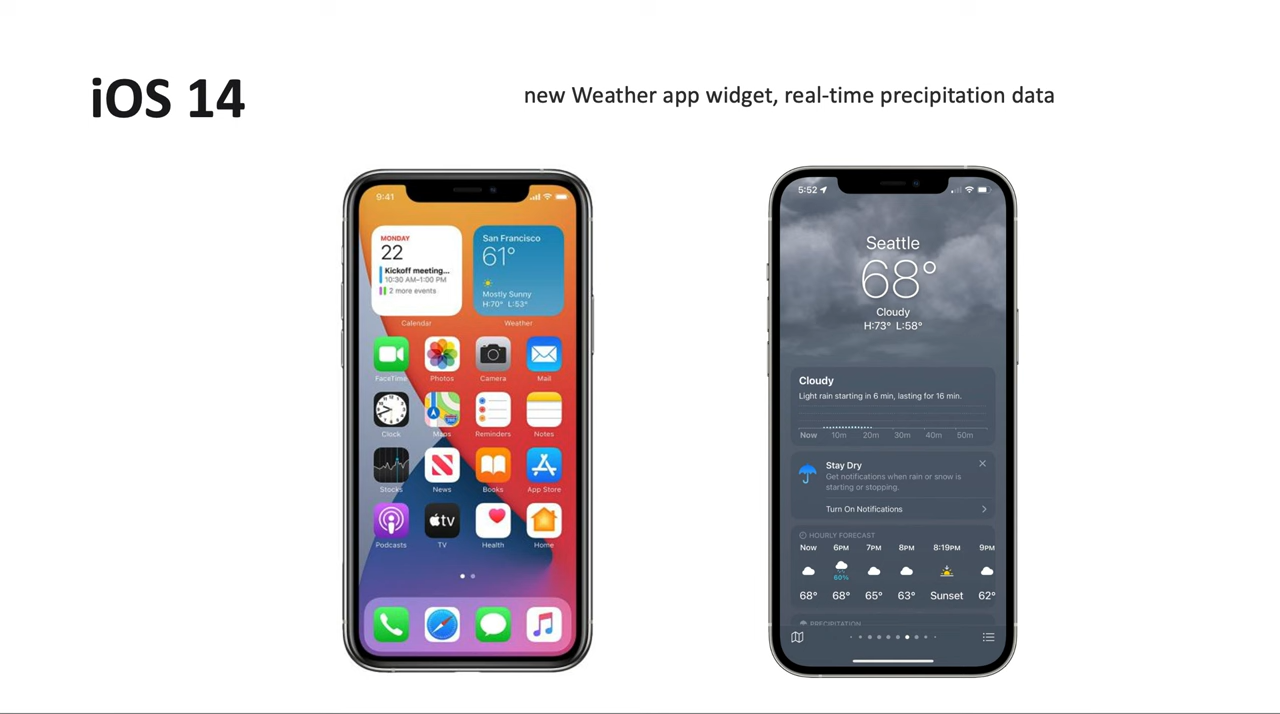 iOS 14
new Weather app widget, real-time precipitation data
9:41
MONDAY
22
Kickoff meeting...
10:30 AM–1:00 PM
2 more events
Calendar
San Francisco
61°
Mostly Sunny
H:70° L:53°
Weather
FaceTime Photos Camera Mail
Clock Maps Reminders Notes
Stocks News Books App Store
tv
Podcasts TV Health Home
5:52
Seattle
68°
Cloudy
H:73° L:58°
Cloudy
Light rain starting in 6 min, lasting for 16 min.
Now 10m 20m 30m 40m 50m
Stay Dry
Get notifications when rain or snow is
starting or stopping.
Turn On Notifications
HOURLY FORECAST
Now 6PM 7PM 8PM 8:19PM 9PM
60%
68° 68° 65° 63° Sunset 62°
PRECIPITATION